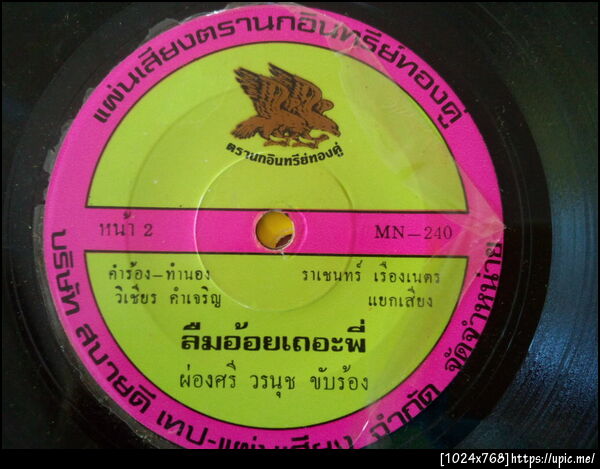 แผ่นเสียงตรานกอินทรีย์ทองคู่
ตรานกอินทรีย์ทองคู่
หน้า 2
MN-240
คำร้อง-ทำนอง
ราเชนทร์ เรืองเนตร
วิเชียร คำเจริญ
แยกเสียง
ลืมอ้อยเถอะพี่
ผ่องศรี วรนุช ขับร้อง
บริษัท สบายดี เทป-แผ่นเสียง จำกัด จัดจำหน่าย
[1024x768]https://upic.me/